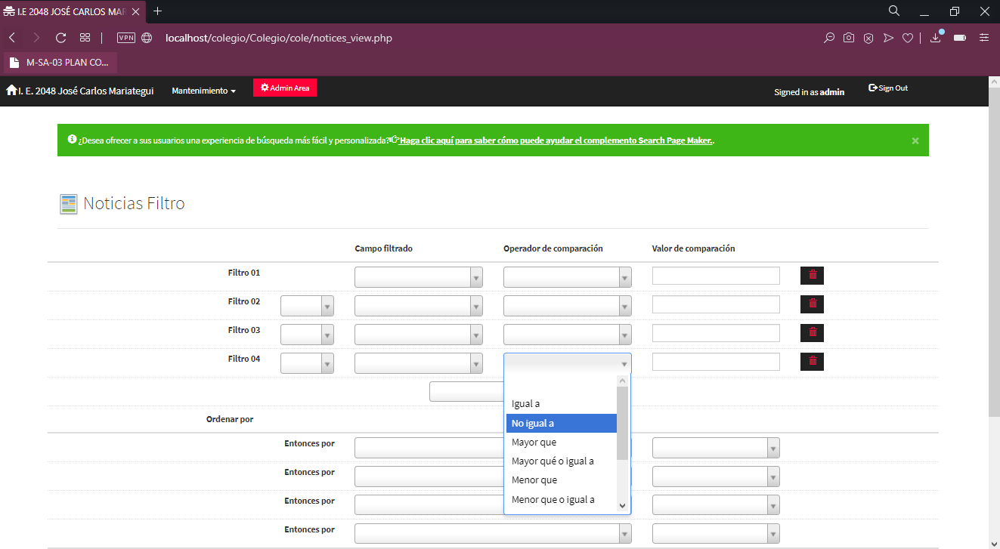 I.E 2048 JOSÉ CARLOS MAR
VPN
localhost/colegio/Colegio/cole/notices_view.php
M-SA-03 PLAN CO...
I. E. 2048 José Carlos Mariategui
Mantenimiento
Admin Area
Signed in as admin
Sign Out
¿Desea ofrecer a sus usuarios una experiencia de búsqueda más fácil y personalizada? Haga clic aquí para saber cómo puede ayudar el complemento Search Page Maker..
×
Noticias Filtro
Campo filtrado Operador de comparación Valor de comparación
Filtro 01
Filtro 02
Filtro 03
Filtro 04
Igual a
No igual a
Mayor que
Mayor qué o igual a
Menor que
Menor que o igual a
Ordenar por
Entonces por
Entonces por
Entonces por
Entonces por